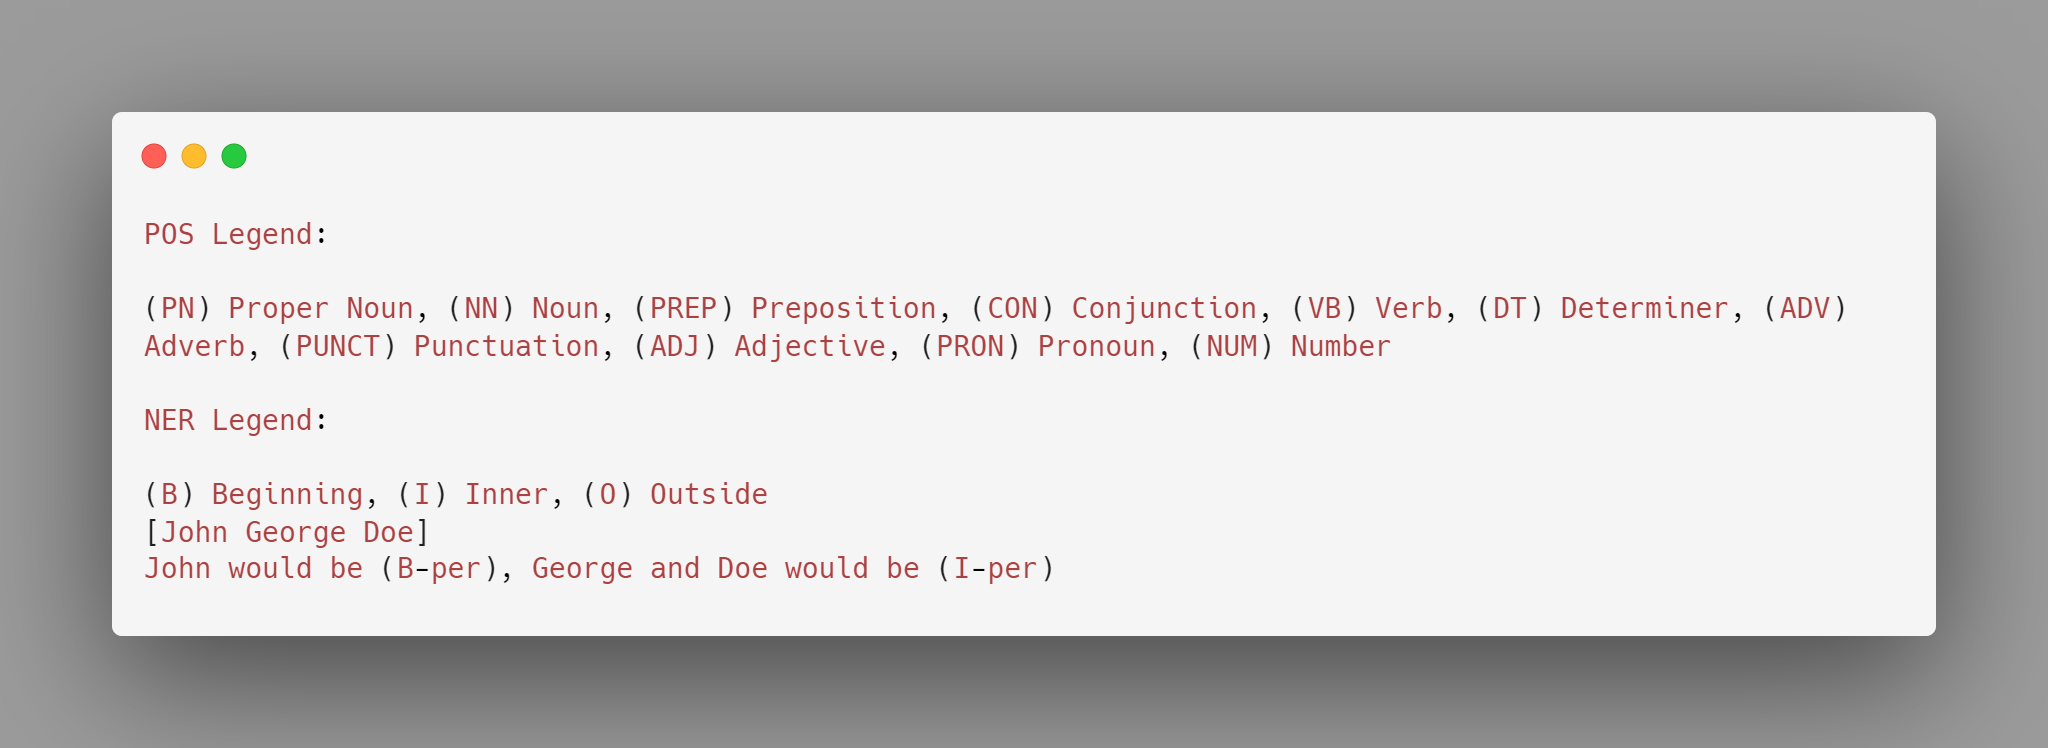 POS Legend:
(PN) Proper Noun, (NN) Noun, (PREP) Preposition, (CON) Conjunction, (VB) Verb, (DT) Determiner, (ADV)
Adverb, (PUNCT) Punctuation, (ADJ) Adjective, (PRON) Pronoun, (NUM) Number
NER Legend:
(B) Beginning, (I) Inner, (O) Outside
[John George Doe]
John would be (B-per), George and Doe would be (I-per)